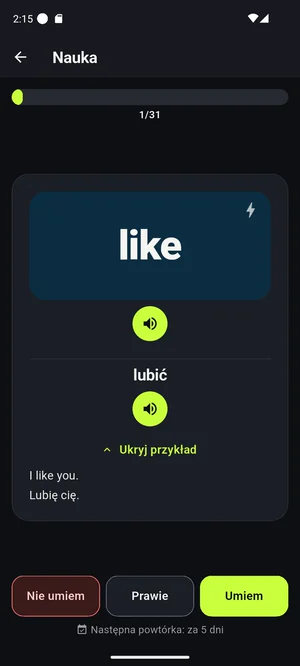 2:15
Nauka
1/31
like
lubić
Ukryj przykład
I like you.
Lubię cię.
Nie umiem
Prawie
Umiem
Następna powtórka: za 5 dni